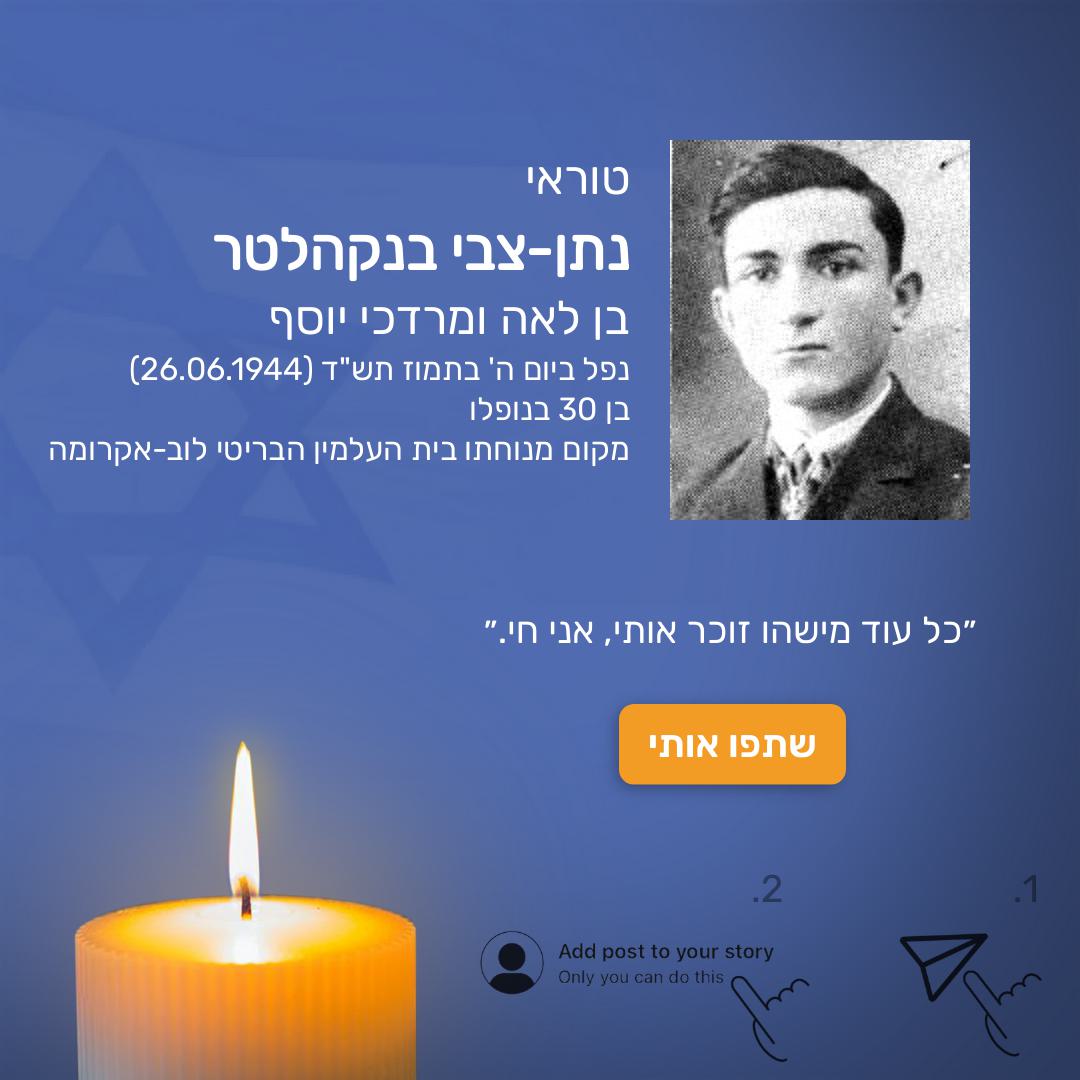 טוראי
נתן-צבי בנקהלטר
בן לאה ומרדכי יוסף
נפל ביום ה' בתמוז תש"ד (26.06.1944)
בן 30 בנופלו
מקום מנוחתו בית העלמין הבריטי לוב-אקרומה
״כל עוד מישהו זוכר אותי, אני חי.״
שתפו אותי
1.
2.
Add post to your story
Only you can do this